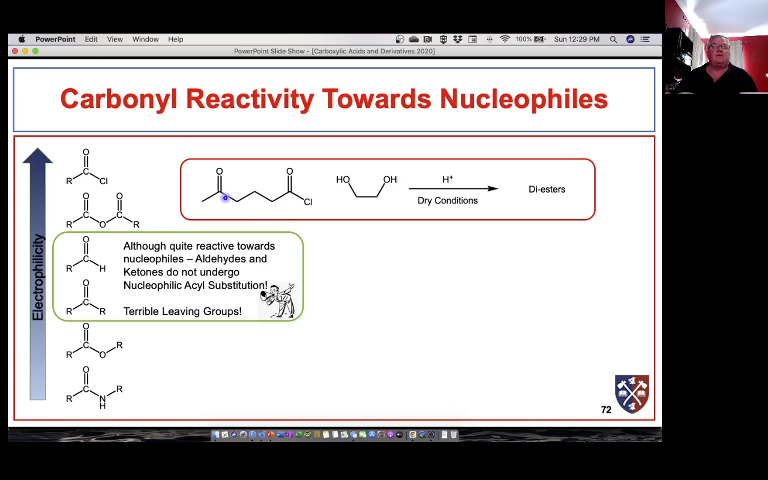 PowerPoint Edit View Window Help
100% Sun 12:29 PM
PowerPoint Slide Show - [Carboxylic Acids and Derivatives 2020]
Carbonyl Reactivity Towards Nucleophiles
Electrophilicity
O
R C Cl
O O
R C O C R
O
R C H
O
R C R
O
R C O R
O
R C N R
H
Although quite reactive towards
nucleophiles – Aldehydes and
Ketones do not undergo
Nucleophilic Acyl Substitution!
Terrible Leaving Groups!
O O
Cl
HO OH
H+
Dry Conditions
Di-esters
72